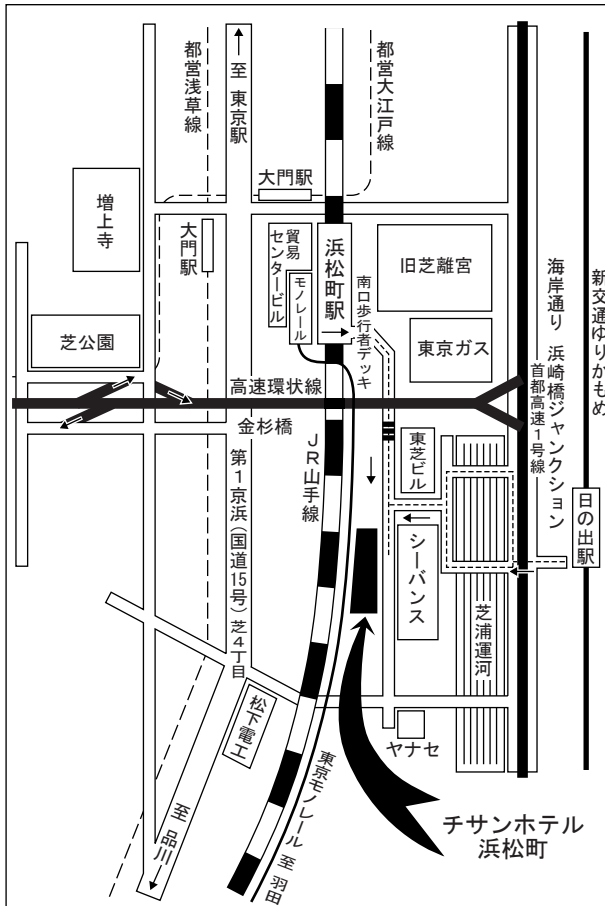 都営浅草線
至 東京駅
都営大江戸線
大門駅
増上寺
大門駅
貿易
センタービル
モノレール
浜松町駅
南口歩行者デッキ
旧芝離宮
東京ガス
海岸通り 浜崎橋ジャンクション
首都高速1号線
新交通ゆりかもめ
芝公園
高速環状線
金杉橋
JR山手線
第1京浜(国道15号)芝4丁目
東芝ビル
シーバンス
日の出駅
芝浦運河
松下電工
ヤナセ
東京モノレール 至 羽田
至 品川
チサンホテル
浜松町